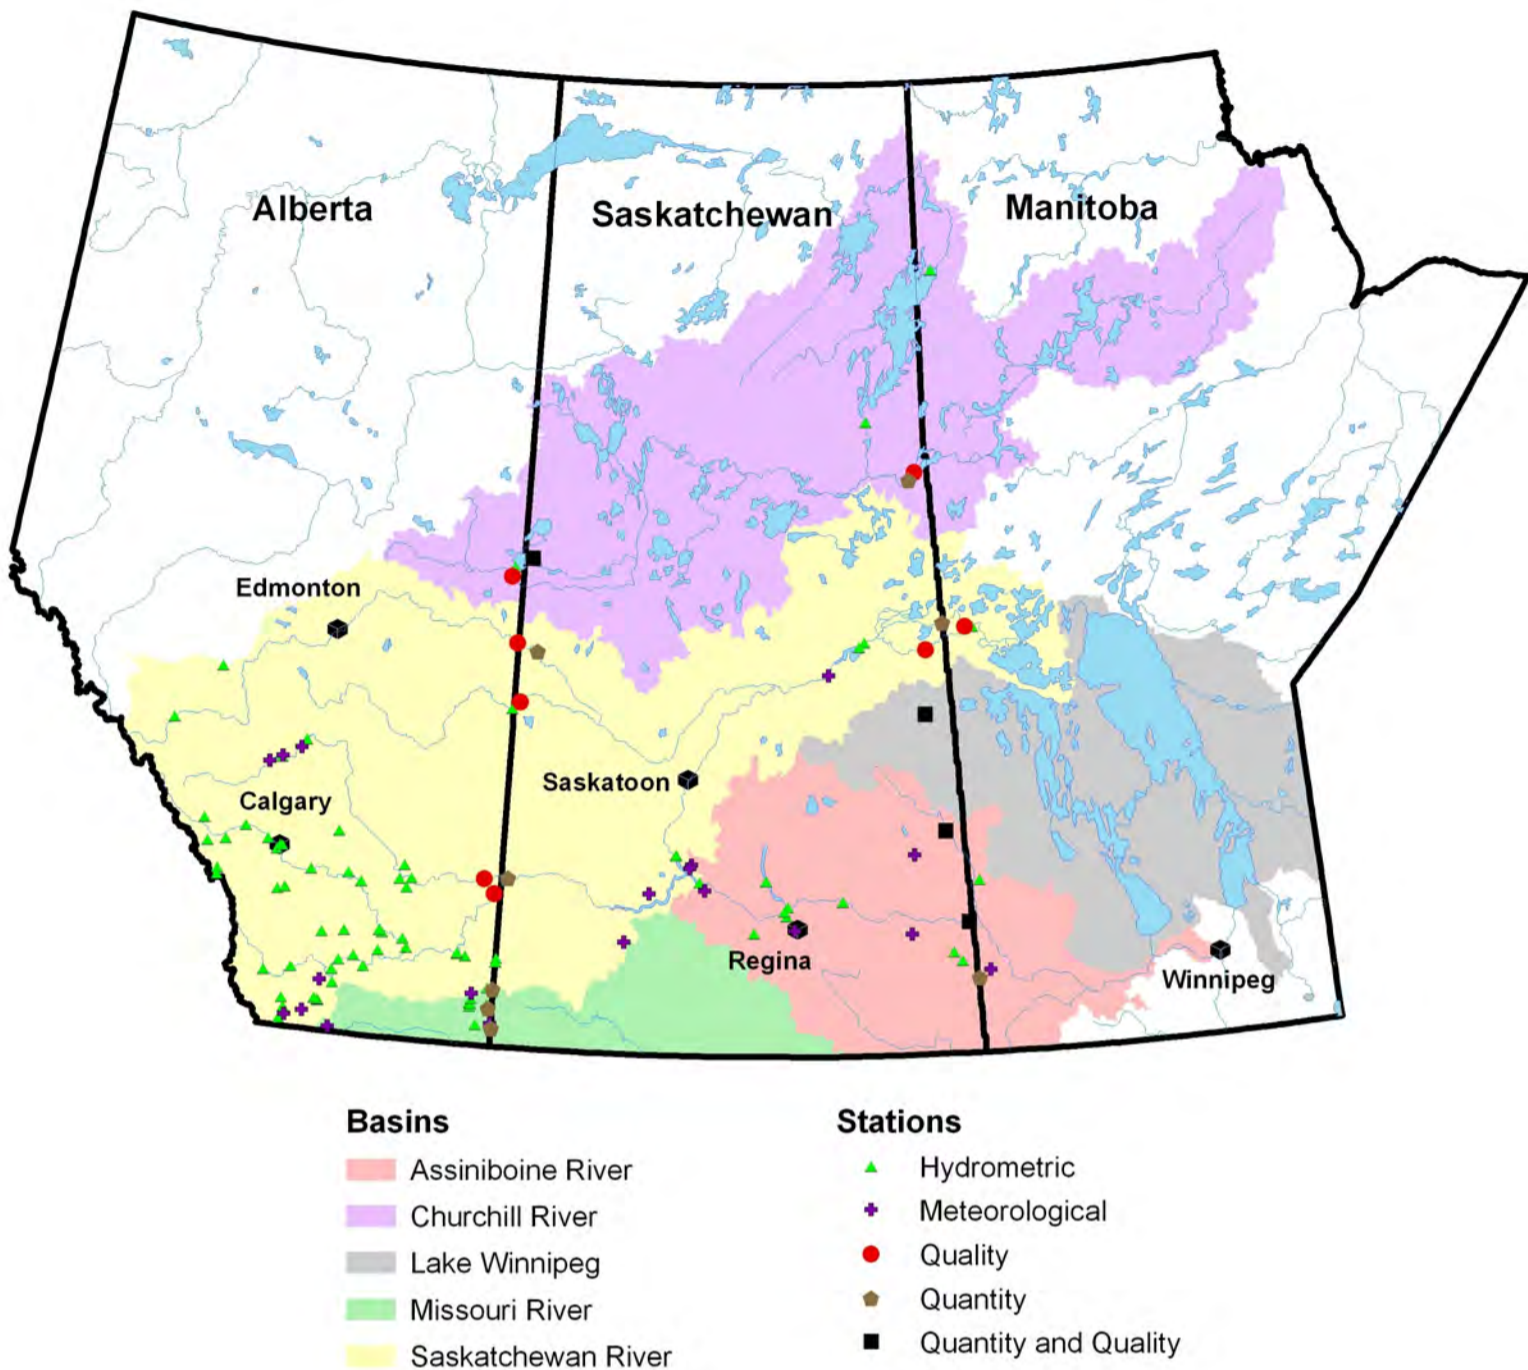 Alberta
Saskatchewan
Manitoba
Edmonton
Saskatoon
Calgary
Regina
Winnipeg
Basins
Assiniboine River
Churchill River
Lake Winnipeg
Missouri River
Saskatchewan River
Stations
Hydrometric
Meteorological
Quality
Quantity
Quantity and Quality